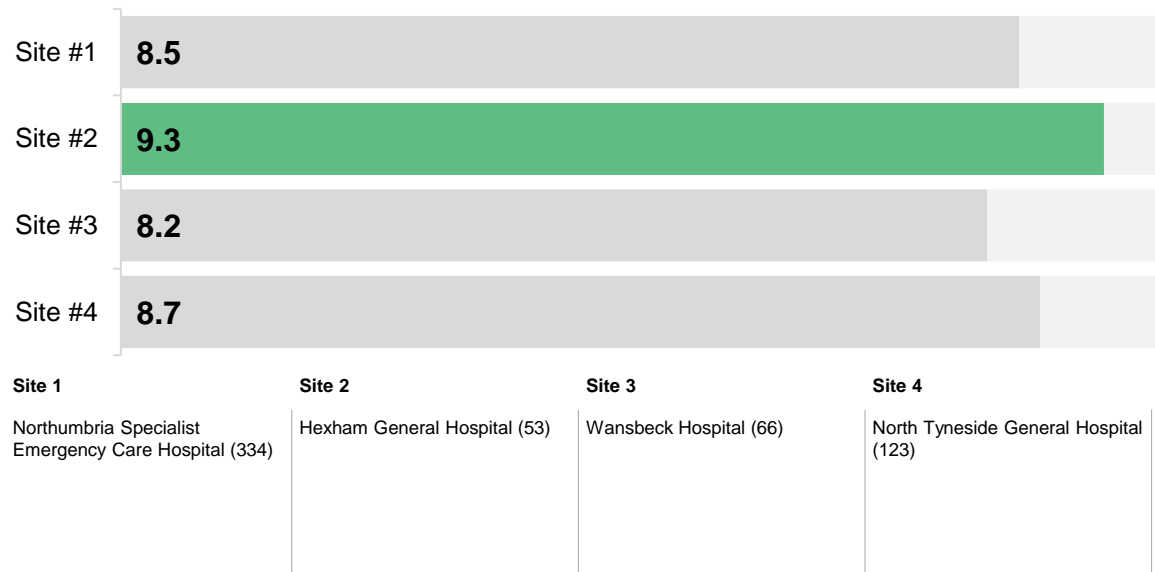 Site #1 8.5
Site #2 9.3
Site #3 8.2
Site #4 8.7
Site 1 Site 2 Site 3 Site 4
Northumbria Specialist
Emergency Care Hospital (334)
Hexham General Hospital (53)
Wansbeck Hospital (66)
North Tyneside General Hospital
(123)